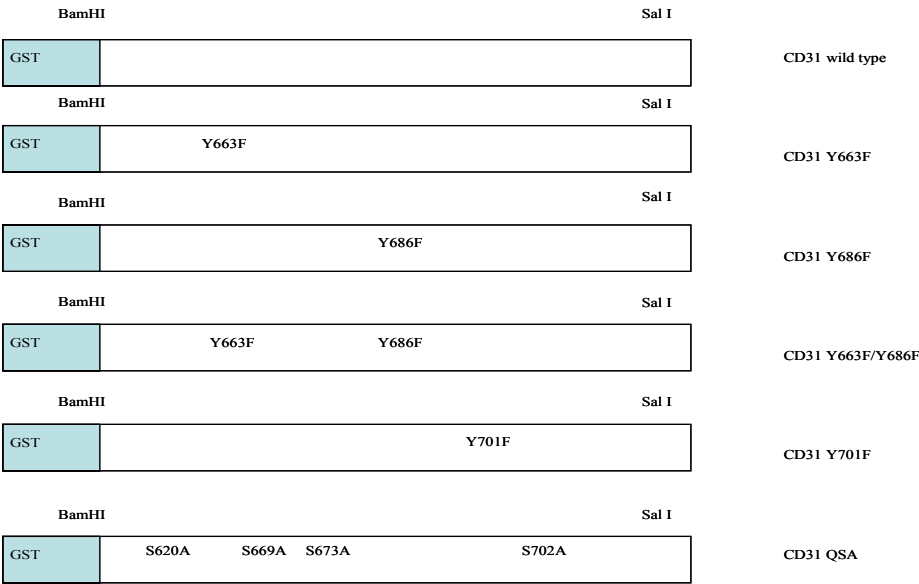 BamHI Sal I
GST CD31 wild type
BamHI Sal I
GST Y663F CD31 Y663F
BamHI Sal I
GST Y686F CD31 Y686F
BamHI Sal I
GST Y663F Y686F CD31 Y663F/Y686F
BamHI Sal I
GST Y701F CD31 Y701F
BamHI Sal I
GST S620A S669A S673A S702A CD31 QSA